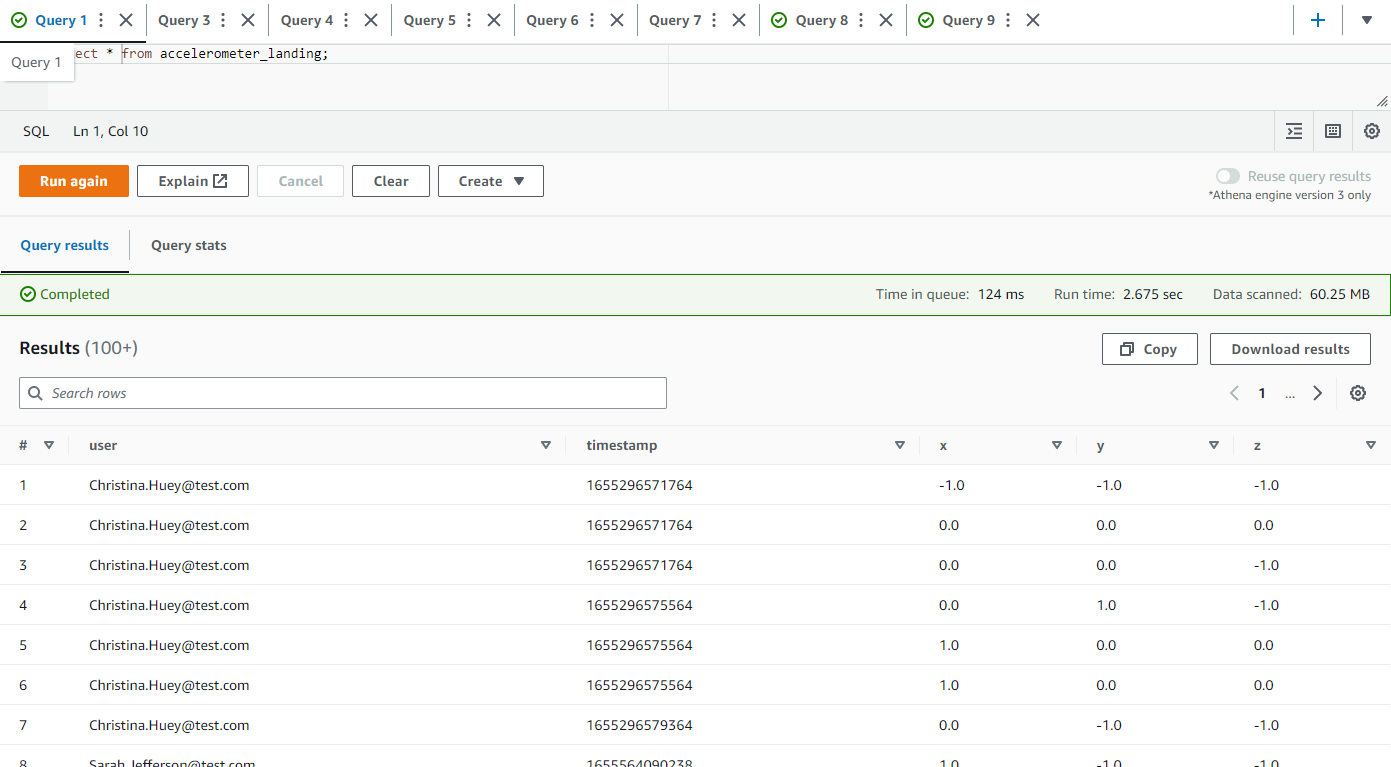 Query 1 Query 3 Query 4 Query 5 Query 6 Query 7 Query 8 Query 9
ect * from accelerometer_landing;
Query 1
SQL Ln 1, Col 10
Run again Explain Cancel Clear Create Reuse query results
*Athena engine version 3 only
Query results Query stats
Completed Time in queue: 124 ms Run time: 2.675 sec Data scanned: 60.25 MB
Results (100+) Copy Download results
Search rows 1 ...
# user timestamp x y z
1 Christina.Huey@test.com 1655296571764 -1.0 -1.0 -1.0
2 Christina.Huey@test.com 1655296571764 0.0 0.0 0.0
3 Christina.Huey@test.com 1655296571764 0.0 0.0 -1.0
4 Christina.Huey@test.com 1655296575564 0.0 1.0 -1.0
5 Christina.Huey@test.com 1655296575564 1.0 0.0 0.0
6 Christina.Huey@test.com 1655296575564 1.0 0.0 0.0
7 Christina.Huey@test.com 1655296579364 0.0 -1.0 -1.0
8 Sarah.Jefferson@test.com 1655564090238 1.0 -1.0 -1.0